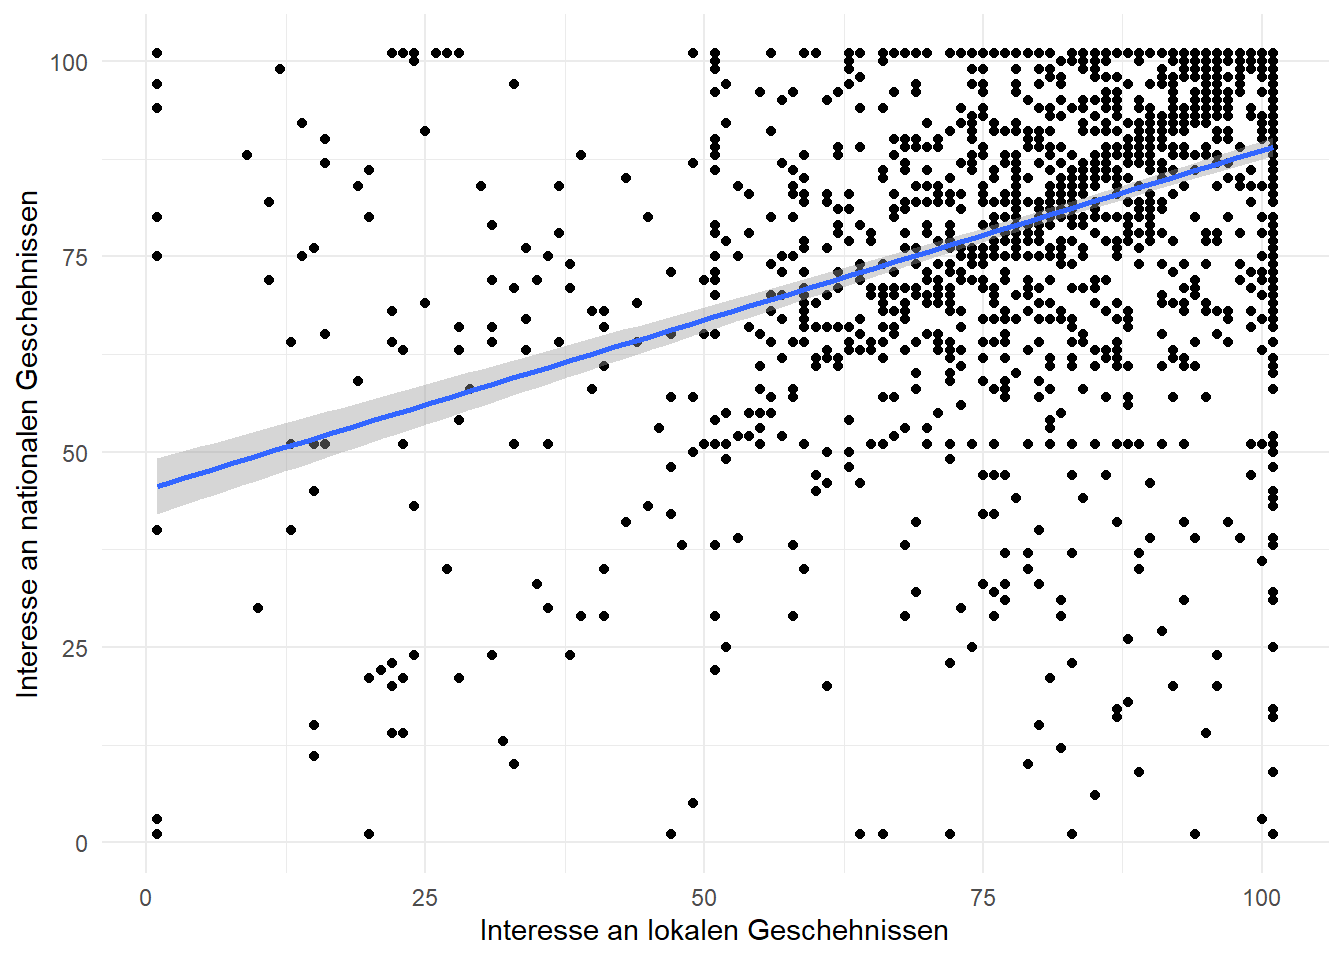 Interesse an nationalen Geschehnissen
100
75
50
25
0
0 25 50 75 100
Interesse an lokalen Geschehnissen